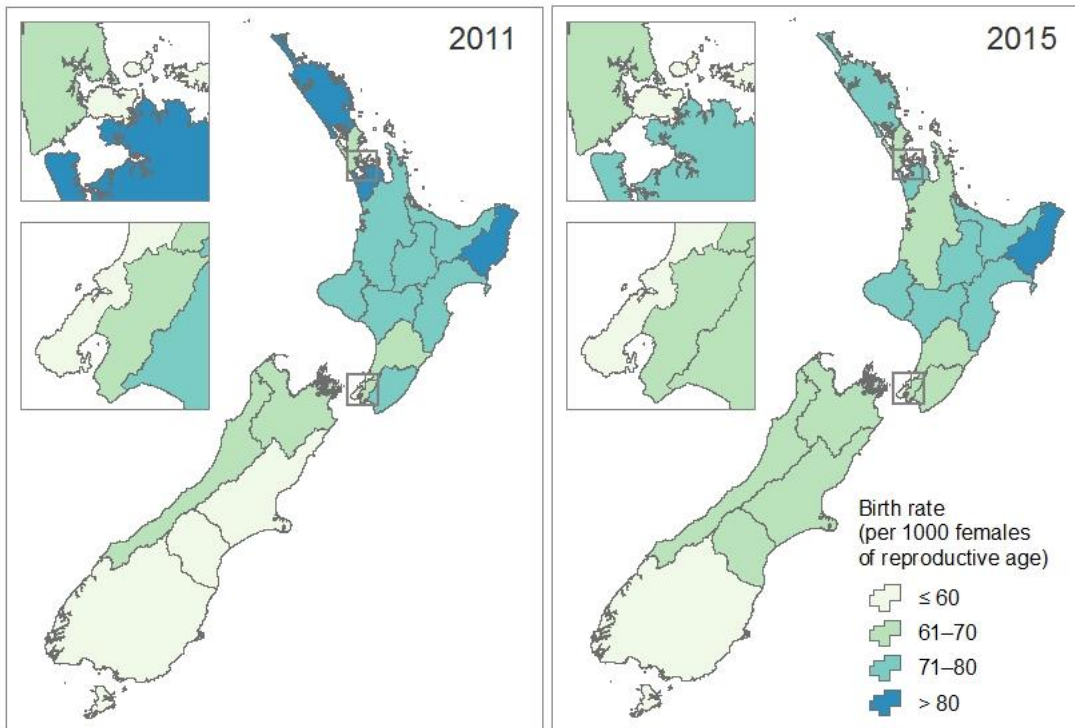 2011
2015
Birth rate
(per 1000 females
of reproductive age)
≤ 60
61–70
71–80
> 80